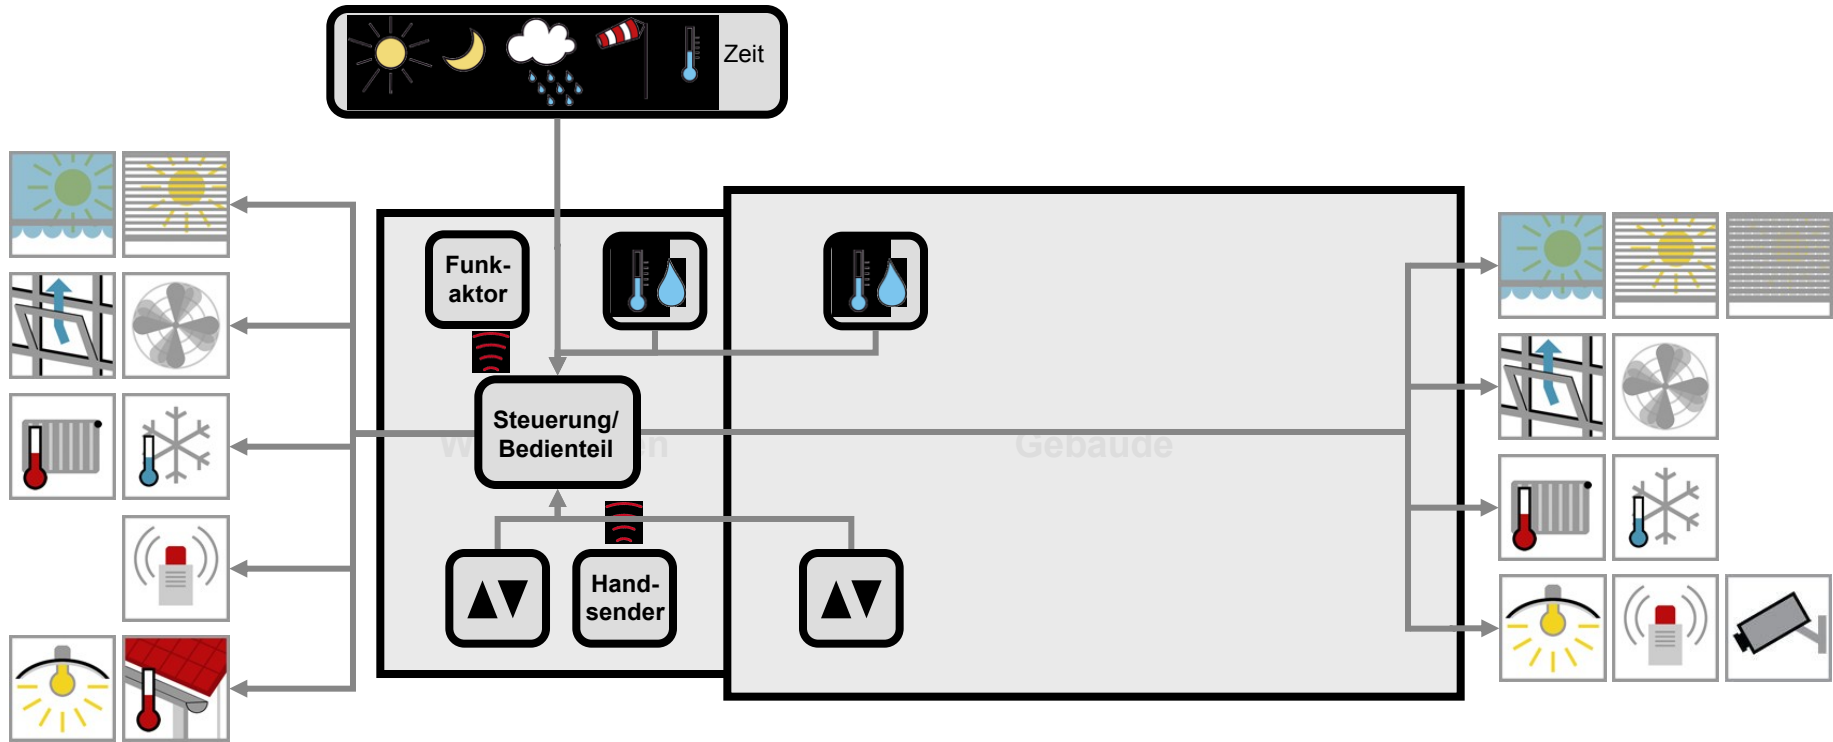 Zeit
Funk-
aktor
Steuerung/
Bedienteil
Gebäude
Hand-
sender